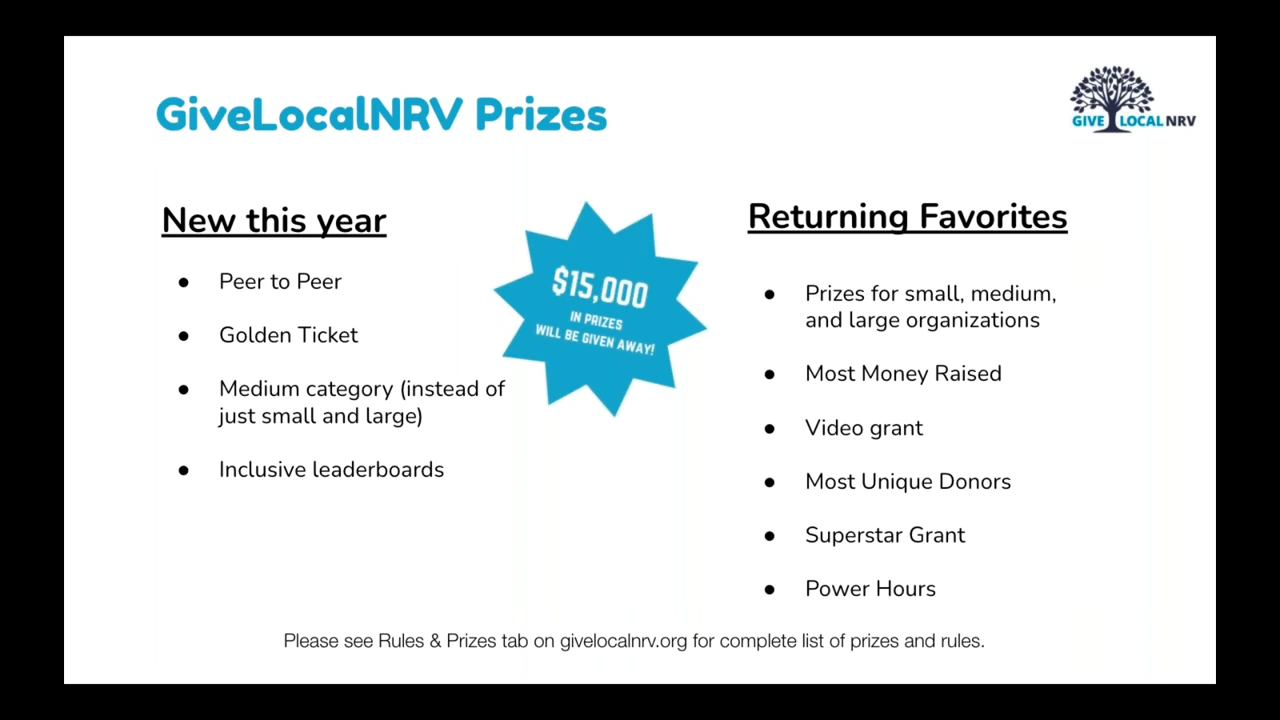 GiveLocalNRV Prizes
GIVE LOCAL NRV
New this year
● Peer to Peer
● Golden Ticket
● Medium category (instead of
just small and large)
● Inclusive leaderboards
$15,000
IN PRIZES
WILL BE GIVEN AWAY!
Returning Favorites
● Prizes for small, medium,
and large organizations
● Most Money Raised
● Video grant
● Most Unique Donors
● Superstar Grant
● Power Hours
Please see Rules & Prizes tab on givelocalnrv.org for complete list of prizes and rules.